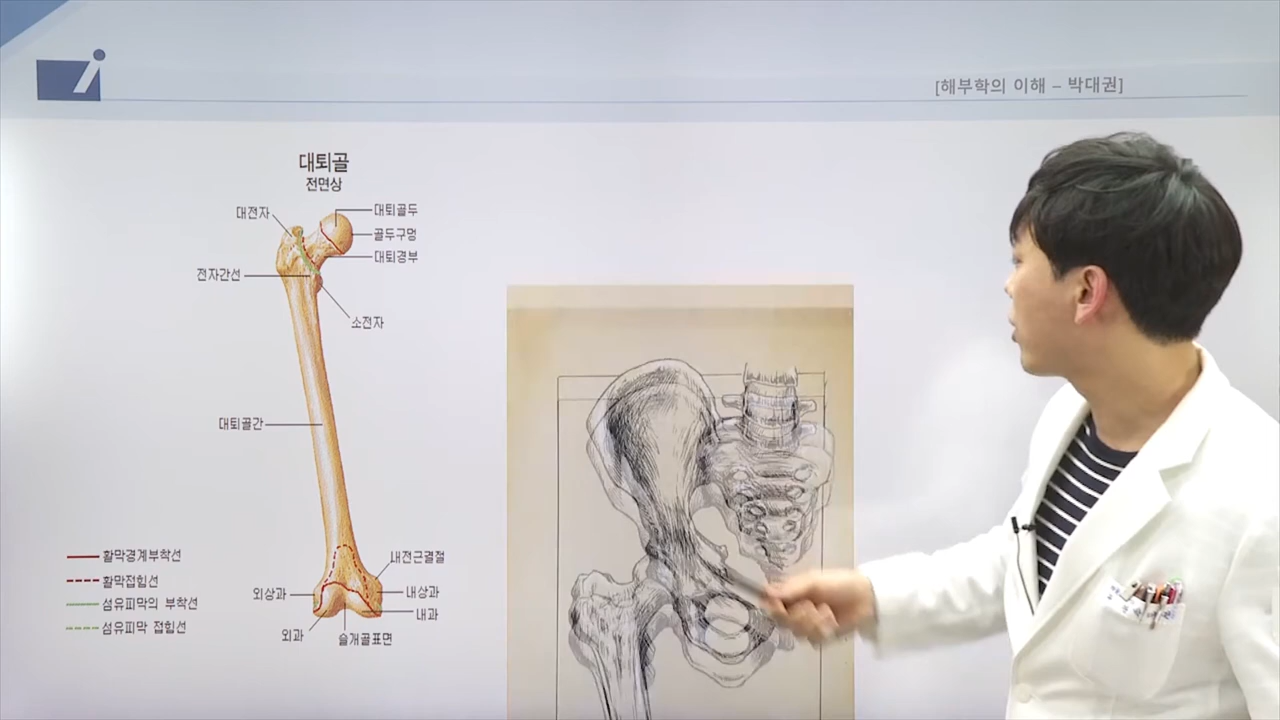 [해부학의 이해 – 박대권]
대퇴골
전면상
대전자
대퇴골두
골두구멍
대퇴경부
전자간선
소전자
대퇴골간
활막경계부착선
활막접힘선
섬유피막의 부착선
섬유피막 접힘선
내전근결절
외상과
내상과
내과
외과
슬개골표면